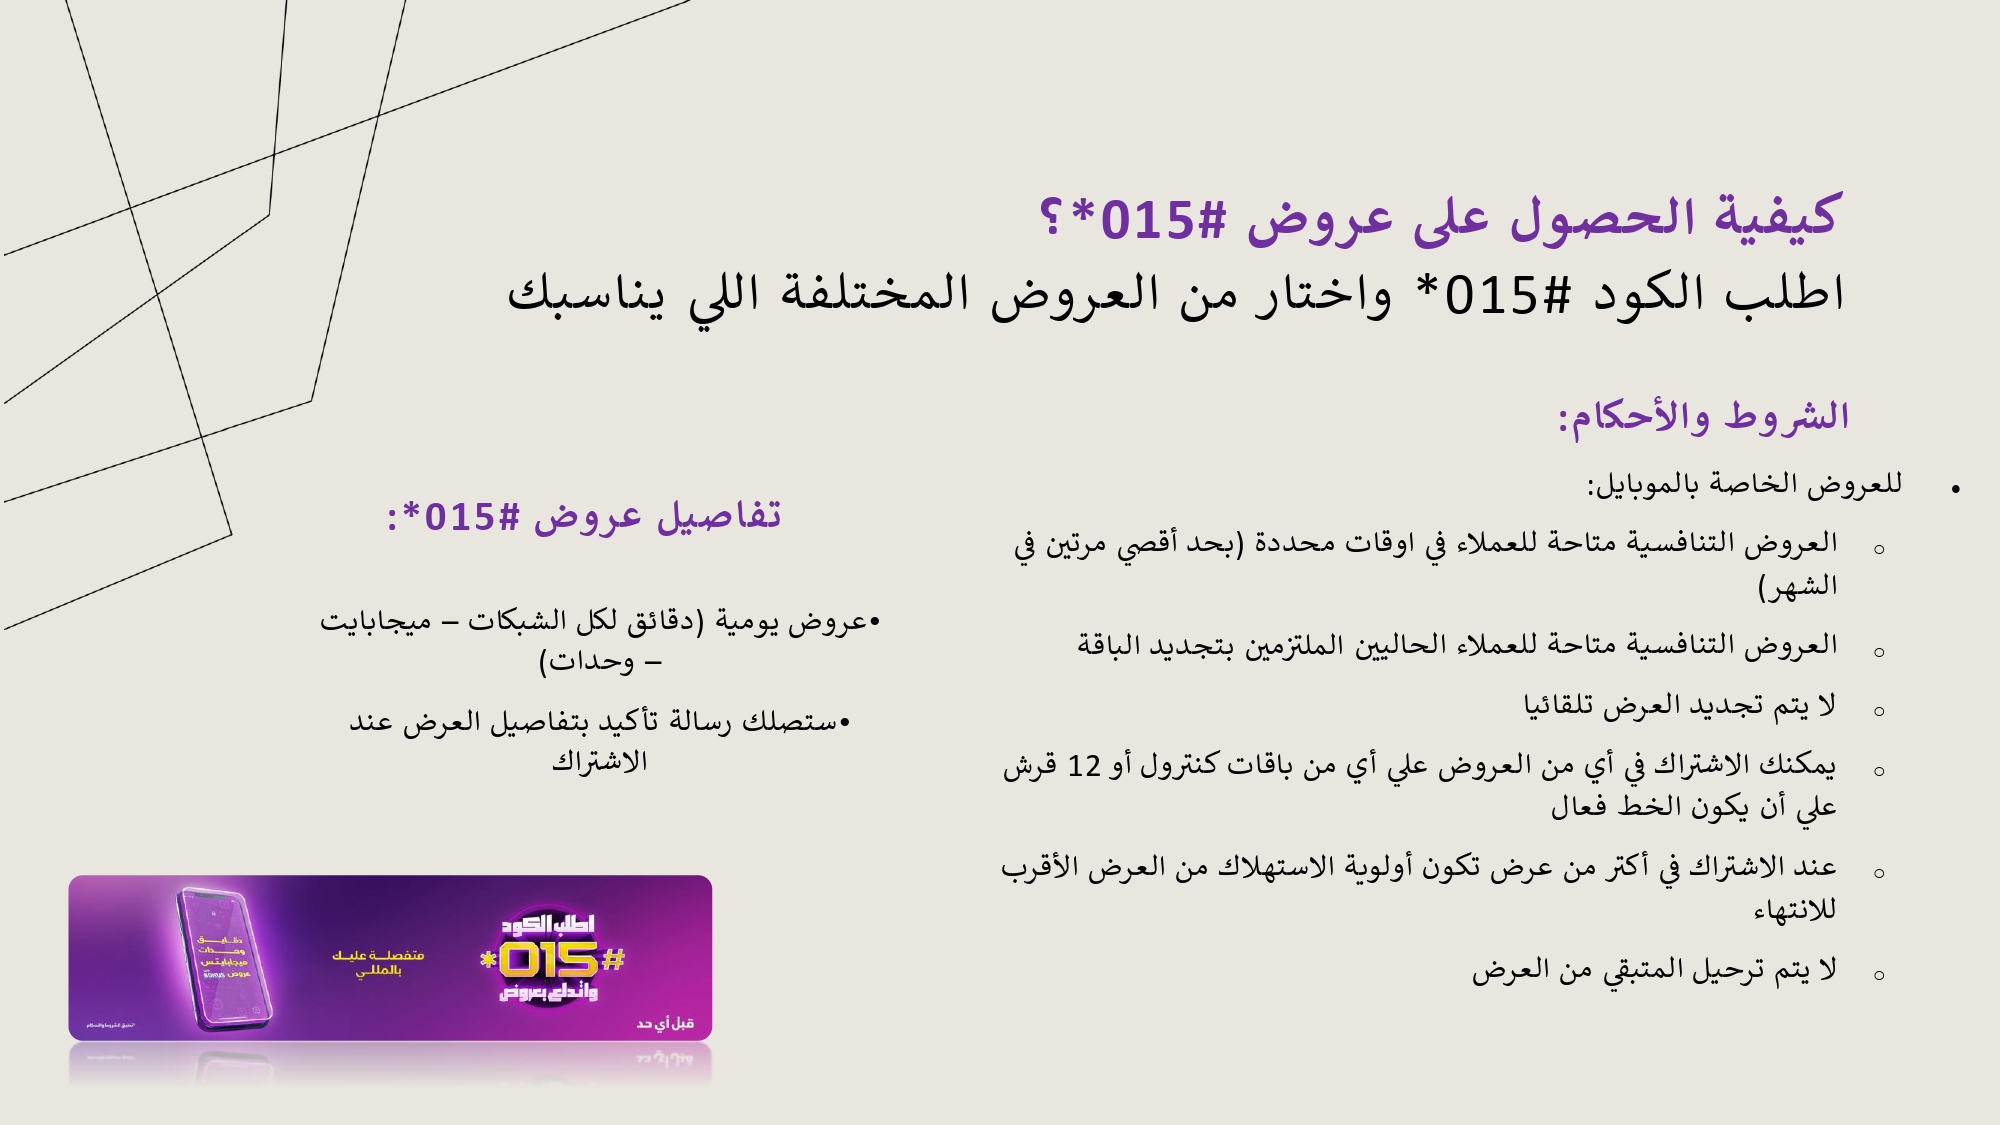 كيفية الحصول على عروض #015*؟
اطلب الكود #015* واختار من العروض المختلفة اللي يناسبك
الشروط والأحكام:
• للعروض الخاصة بالموبايل:
○ العروض التنافسية متاحة للعملاء في اوقات محددة (بحد أقصي مرتين في
الشهر)
○ العروض التنافسية متاحة للعملاء الحاليين الملتزمين بتجديد الباقة
○ لا يتم تجديد العرض تلقائيا
○ يمكنك الاشتراك في أي من العروض علي أي من باقات كنترول أو 12 قرش
علي أن يكون الخط فعال
○ عند الاشتراك في أكتر من عرض تكون أولوية الاستهلاك من العرض الأقرب
للانتهاء
○ لا يتم ترحيل المتبقي من العرض
تفاصيل عروض #015*:
•عروض يومية (دقائق لكل الشبكات – ميجابايت
– وحدات)
•ستصلك رسالة تأكيد بتفاصيل العرض عند
الاشتراك
اطلب الكود
#015*
واتدلع بعروض
متفصلة عليك
بالمللي
دقايق
وحدات
ميجابايتس
عروض BONUS
قبل أي حد